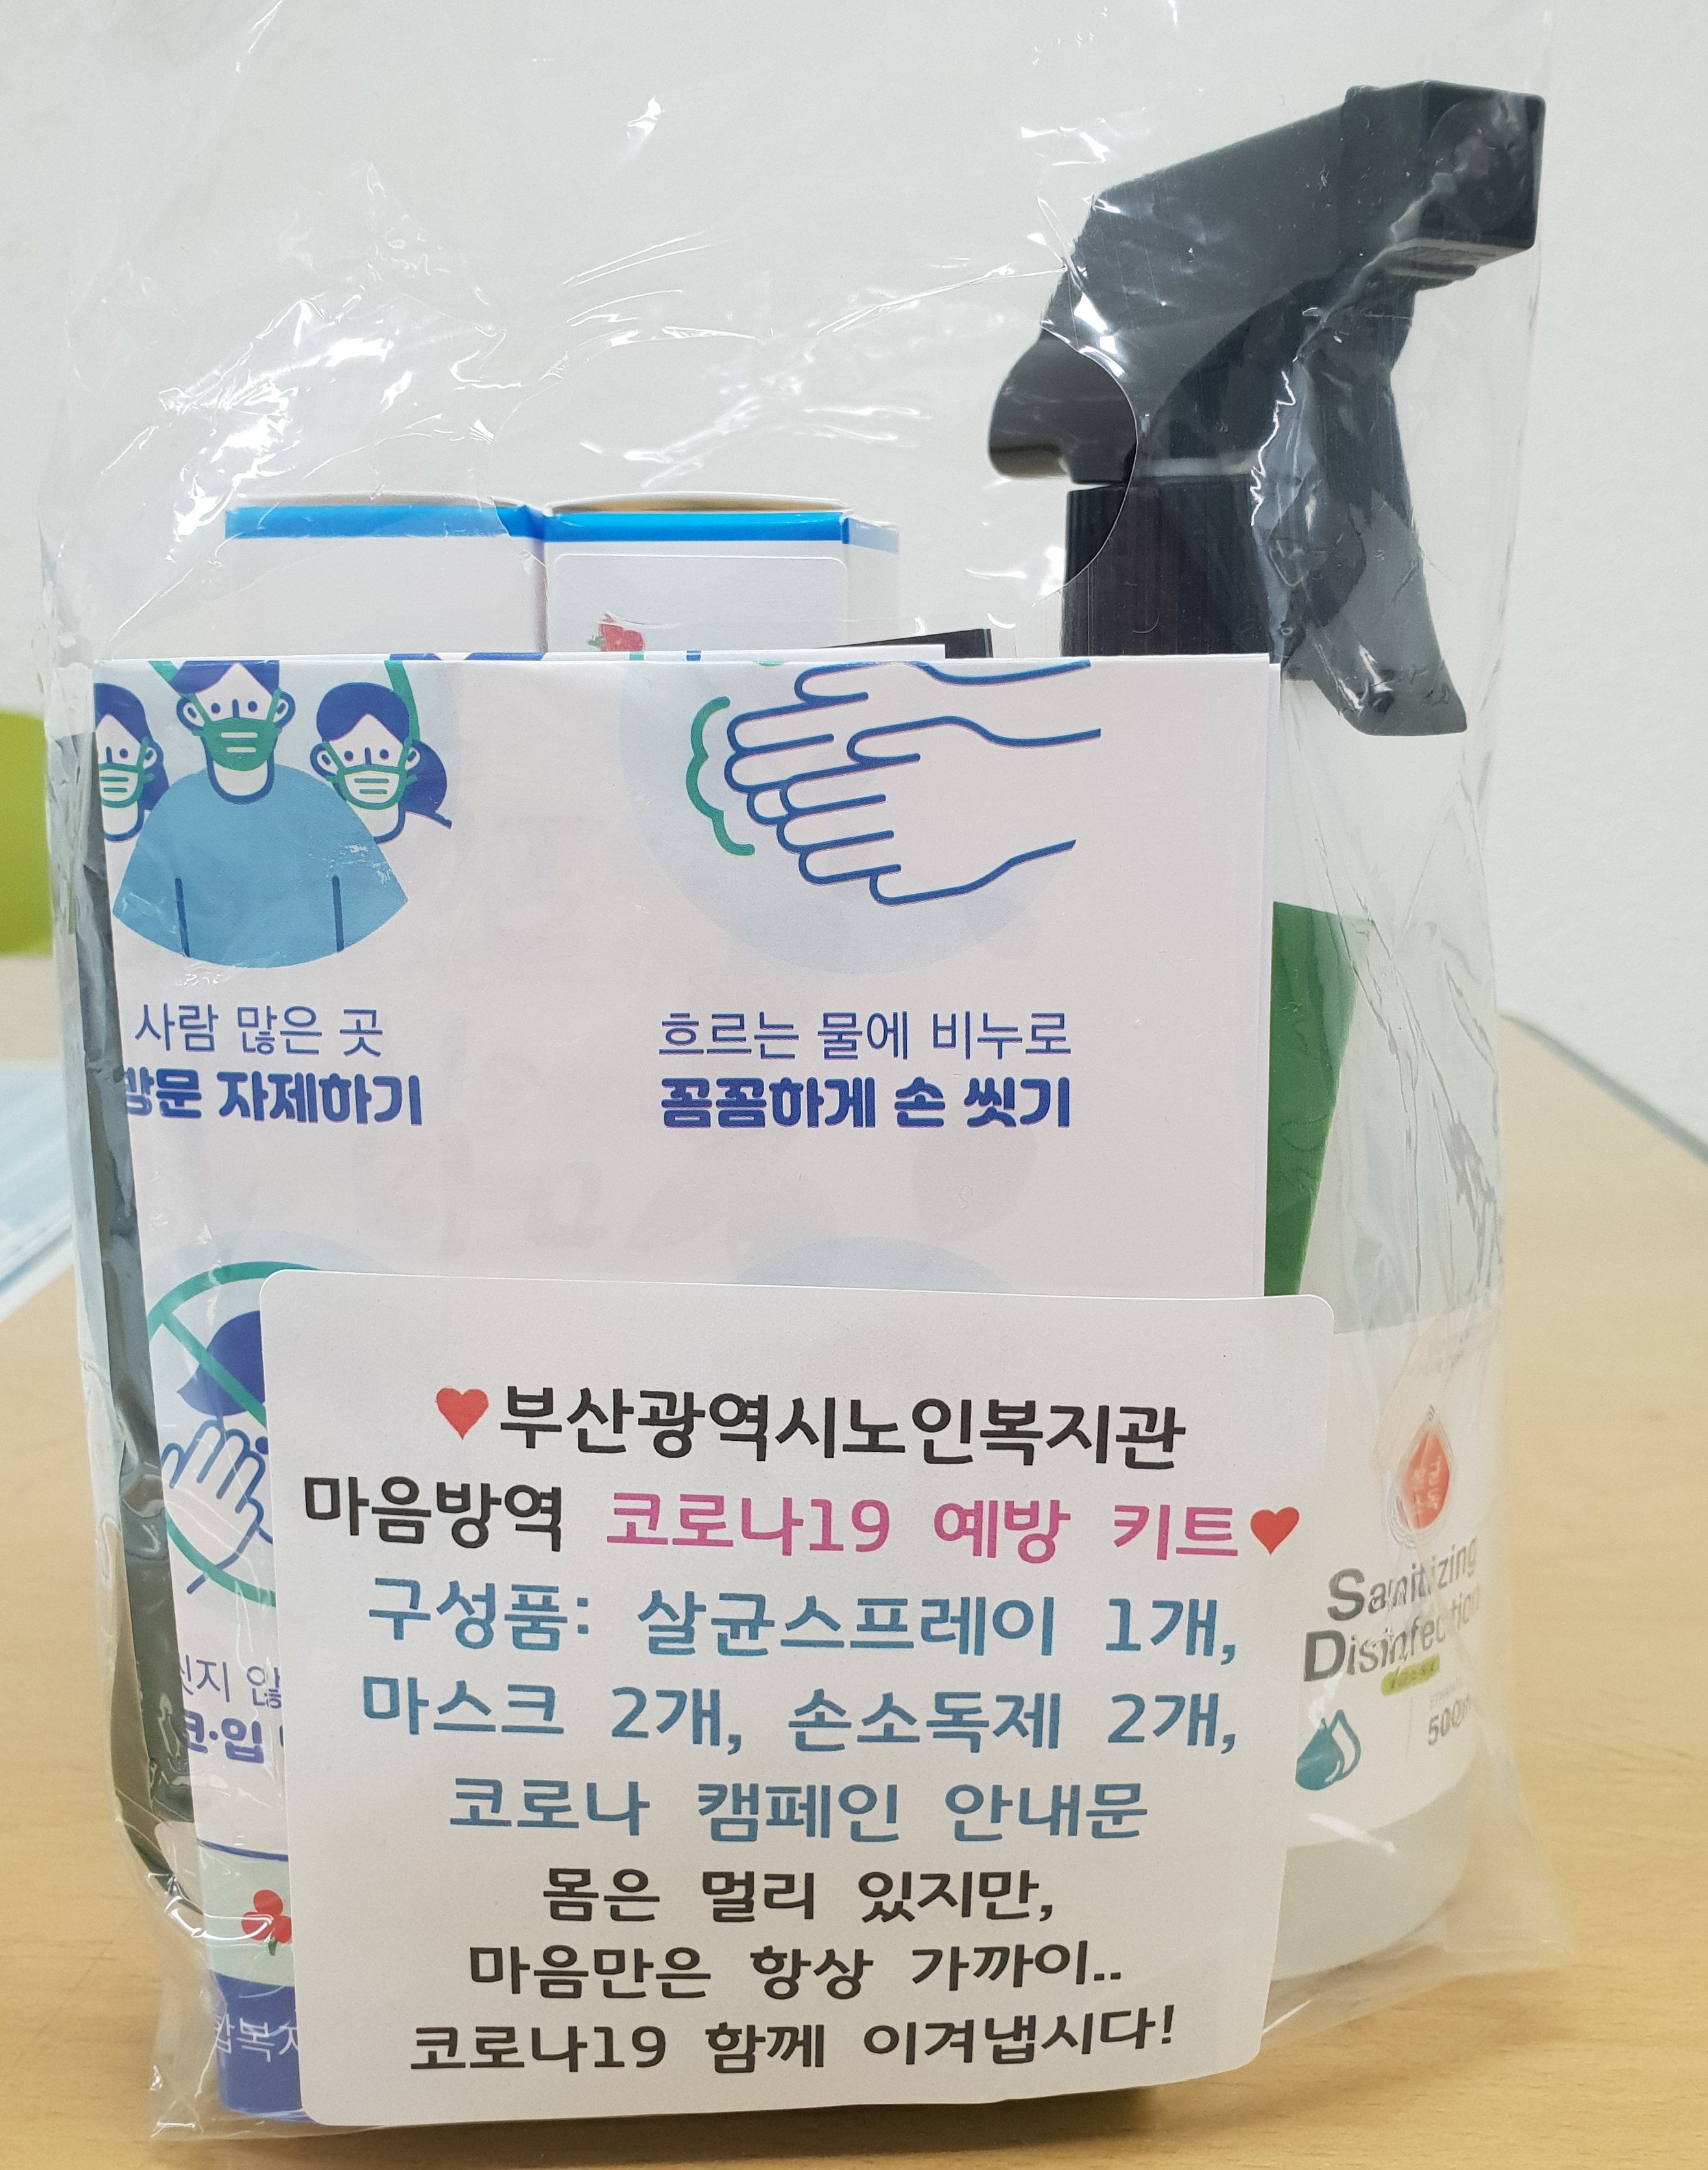 사람 많은 곳
방문 자제하기
흐르는 물에 비누로
꼼꼼하게 손 씻기
♥부산광역시노인복지관
마음방역 코로나19 예방 키트♥
구성품: 살균스프레이 1개,
마스크 2개, 손소독제 2개,
코로나 캠페인 안내문
몸은 멀리 있지만,
마음만은 항상 가까이..
코로나19 함께 이겨냅시다!
Sanitizing
Disinfection